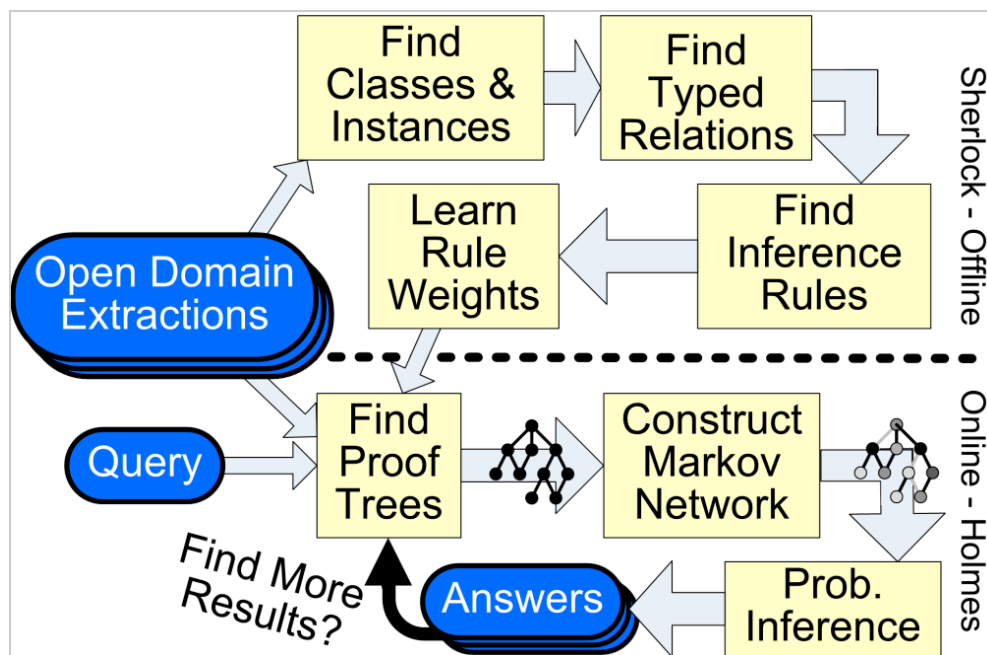 Find
Classes &
Instances
Find
Typed
Relations
Sherlock - Offline
Learn
Rule
Weights
Find
Inference
Rules
Open Domain
Extractions
Query
Find
Proof
Trees
Construct
Markov
Network
Online - Holmes
Find More
Results?
Answers
Prob.
Inference